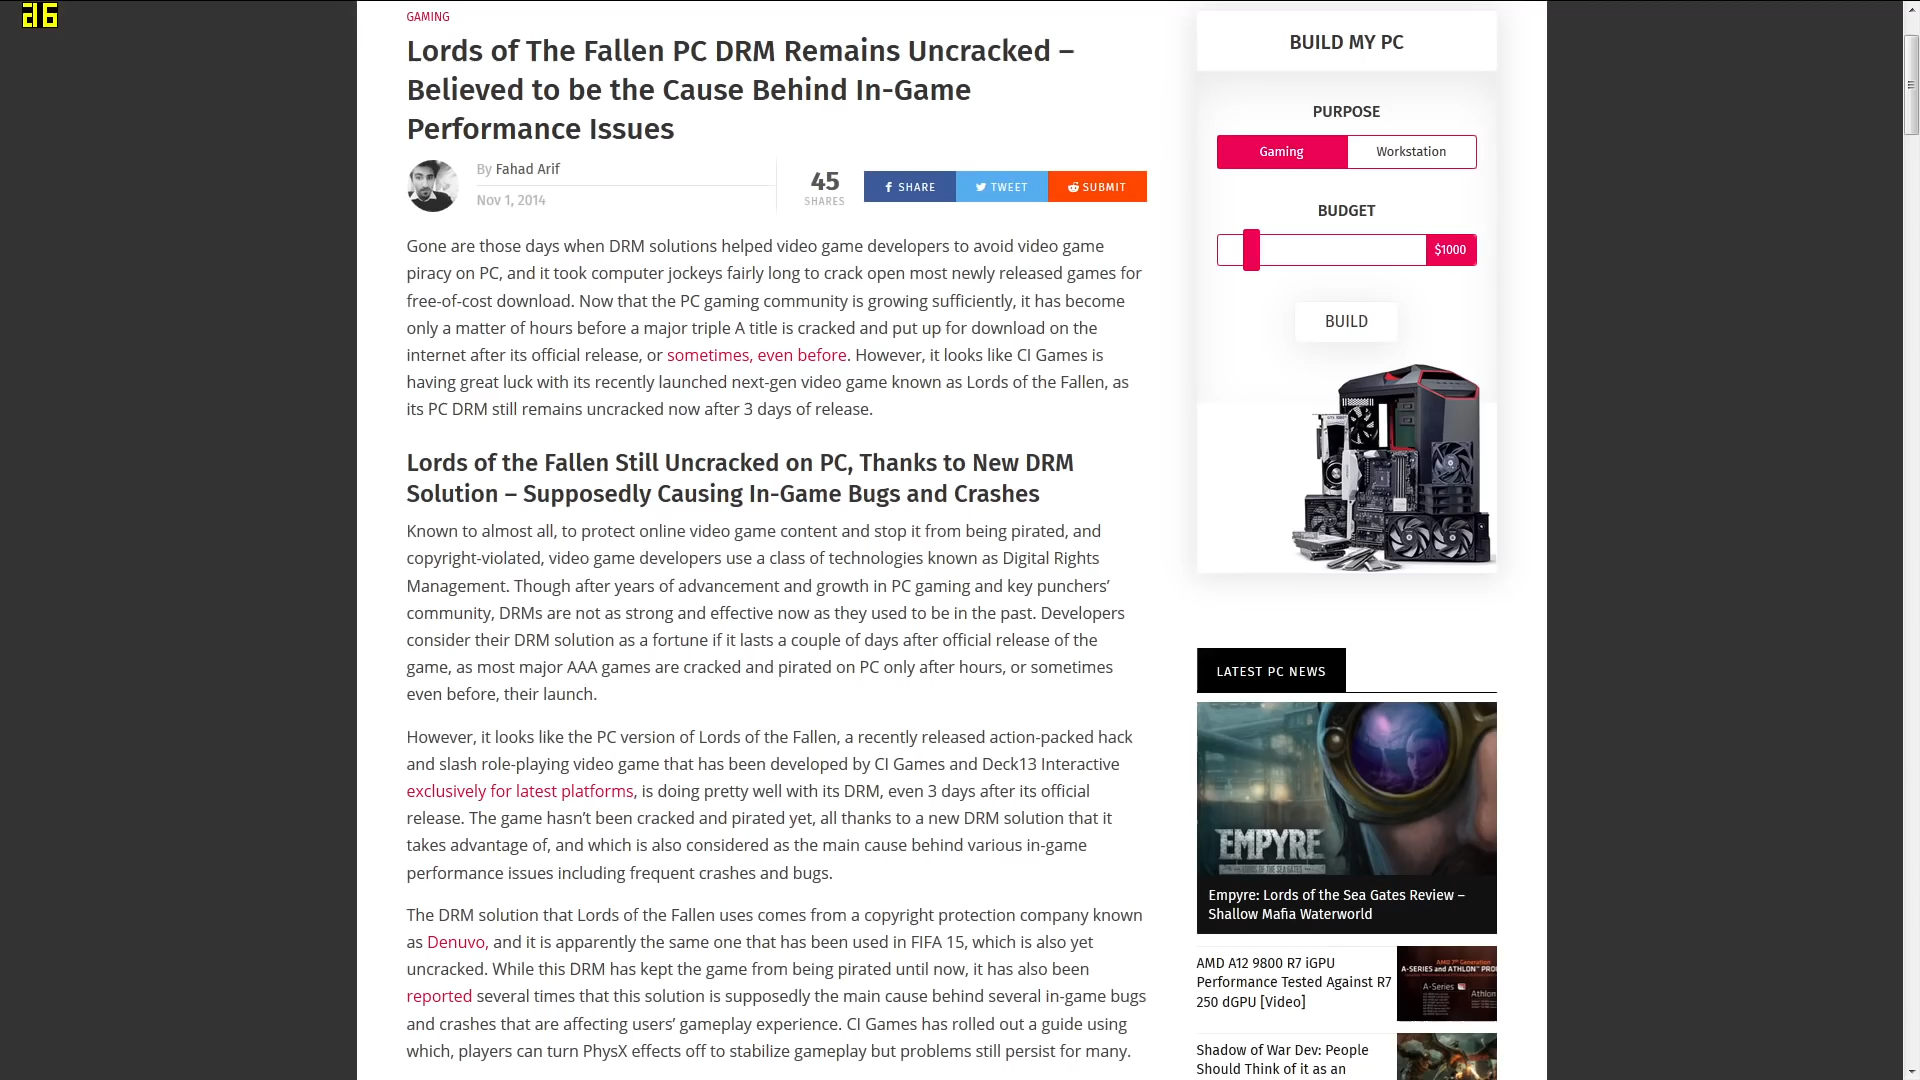 GAMING
Lords of The Fallen PC DRM Remains Uncracked –
Believed to be the Cause Behind In-Game
Performance Issues
By Fahad Arif
Nov 1, 2014
45
SHARES
SHARE
TWEET
SUBMIT
Gone are those days when DRM solutions helped video game developers to avoid video game
piracy on PC, and it took computer jockeys fairly long to crack open most newly released games for
free-of-cost download. Now that the PC gaming community is growing sufficiently, it has become
only a matter of hours before a major triple A title is cracked and put up for download on the
internet after its official release, or sometimes, even before. However, it looks like CI Games is
having great luck with its recently launched next-gen video game known as Lords of the Fallen, as
its PC DRM still remains uncracked now after 3 days of release.
Lords of the Fallen Still Uncracked on PC, Thanks to New DRM
Solution – Supposedly Causing In-Game Bugs and Crashes
Known to almost all, to protect online video game content and stop it from being pirated, and
copyright-violated, video game developers use a class of technologies known as Digital Rights
Management. Though after years of advancement and growth in PC gaming and key punchers’
community, DRMs are not as strong and effective now as they used to be in the past. Developers
consider their DRM solution as a fortune if it lasts a couple of days after official release of the
game, as most major AAA games are cracked and pirated on PC only after hours, or sometimes
even before, their launch.
However, it looks like the PC version of Lords of the Fallen, a recently released action-packed hack
and slash role-playing video game that has been developed by CI Games and Deck13 Interactive
exclusively for latest platforms, is doing pretty well with its DRM, even 3 days after its official
release. The game hasn’t been cracked and pirated yet, all thanks to a new DRM solution that it
takes advantage of, and which is also considered as the main cause behind various in-game
performance issues including frequent crashes and bugs.
The DRM solution that Lords of the Fallen uses comes from a copyright protection company known
as Denuvo, and it is apparently the same one that has been used in FIFA 15, which is also yet
uncracked. While this DRM has kept the game from being pirated until now, it has also been
reported several times that this solution is supposedly the main cause behind several in-game bugs
and crashes that are affecting users’ gameplay experience. CI Games has rolled out a guide using
which, players can turn PhysX effects off to stabilize gameplay but problems still persist for many.
BUILD MY PC
PURPOSE
Gaming
Workstation
BUDGET
$1000
BUILD
LATEST PC NEWS
EMPYRE
LORDS OF THE SEA GATES
Empyre: Lords of the Sea Gates Review –
Shallow Mafia Waterworld
AMD A12 9800 R7 iGPU
Performance Tested Against R7
250 dGPU [Video]
AMD 7th Generation
A-SERIES and ATHLON™ PRO
A-Series
Athlon
Shadow of War Dev: People
Should Think of it as an